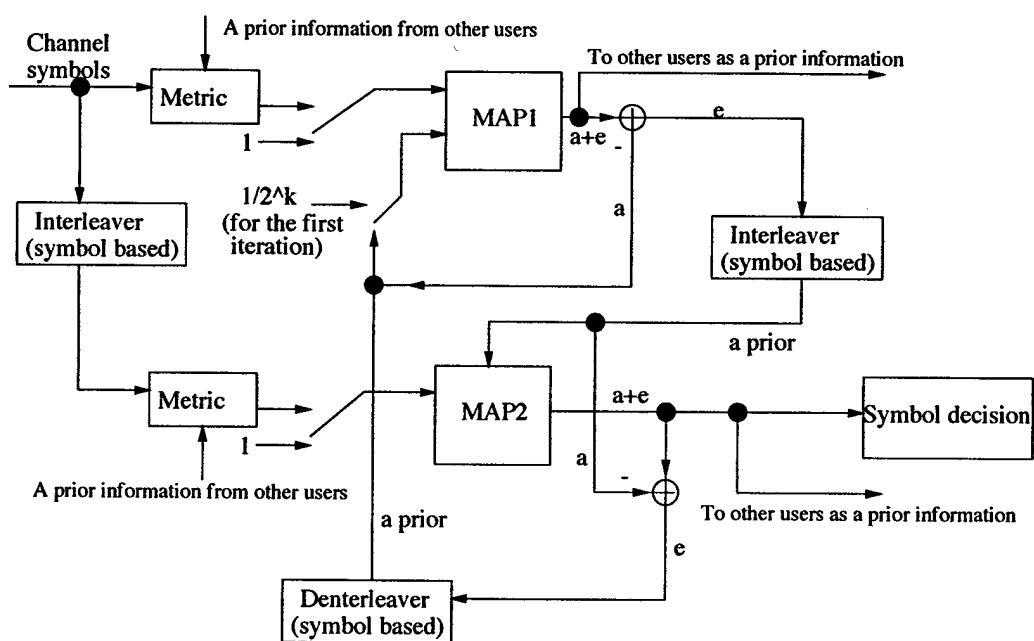 A prior information from other users
Channel
symbols
To other users as a prior information
Metric
MAP1
1
a+e
-
e
1/2^k
(for the first
iteration)
a
Interleaver
(symbol based)
Interleaver
(symbol based)
a prior
Metric
MAP2
a+e
Symbol decision
1
a
-
A prior information from other users
To other users as a prior information
a prior
e
Denterleaver
(symbol based)